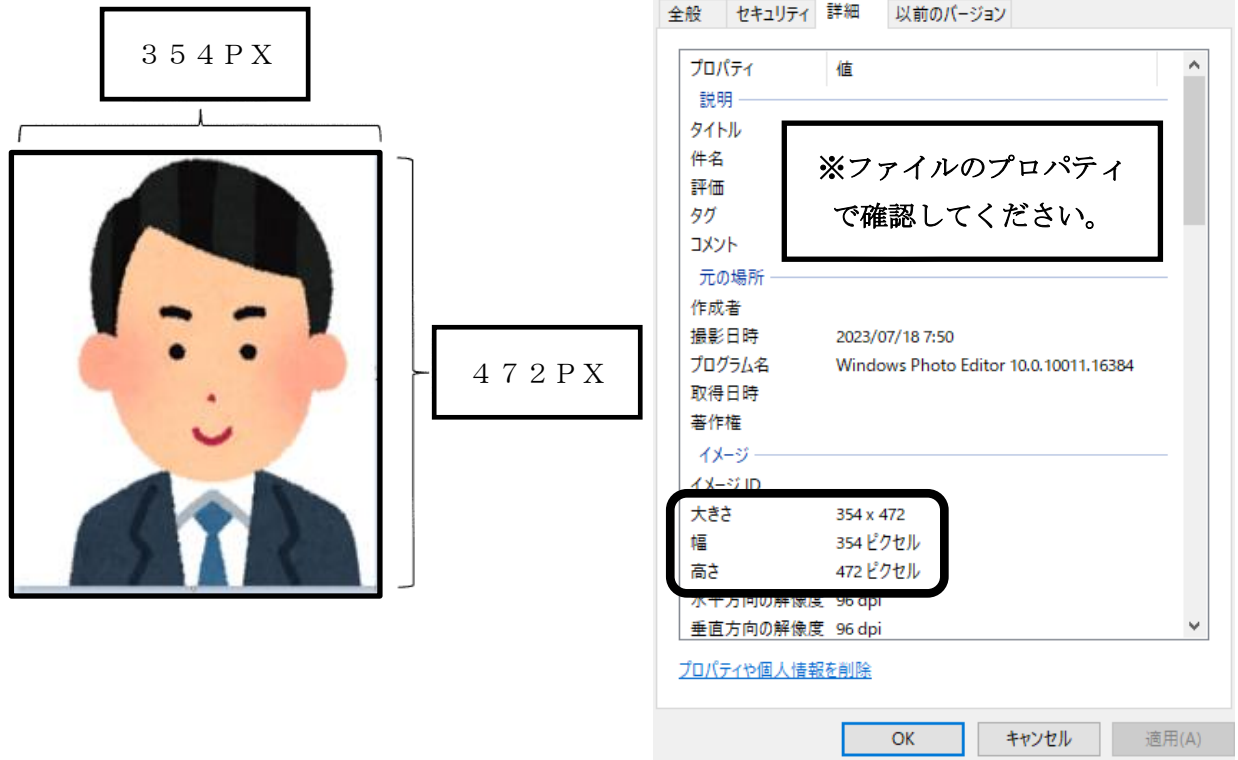 ３５４ＰＸ
４７２ＰＸ
全般 セキュリティ 詳細 以前のバージョン
プロパティ 値
説明
タイトル
件名
評価
タグ
コメント
※ファイルのプロパティ
で確認してください。
元の場所
作成者
撮影日時 2023/07/18 7:50
プログラム名 Windows Photo Editor 10.0.10011.16384
取得日時
著作権
イメージ
イメージ ID
大きさ 354 x 472
幅 354 ピクセル
高さ 472 ピクセル
水平方向の解像度 96 dpi
垂直方向の解像度 96 dpi
プロパティや個人情報を削除
OK キャンセル 適用(A)